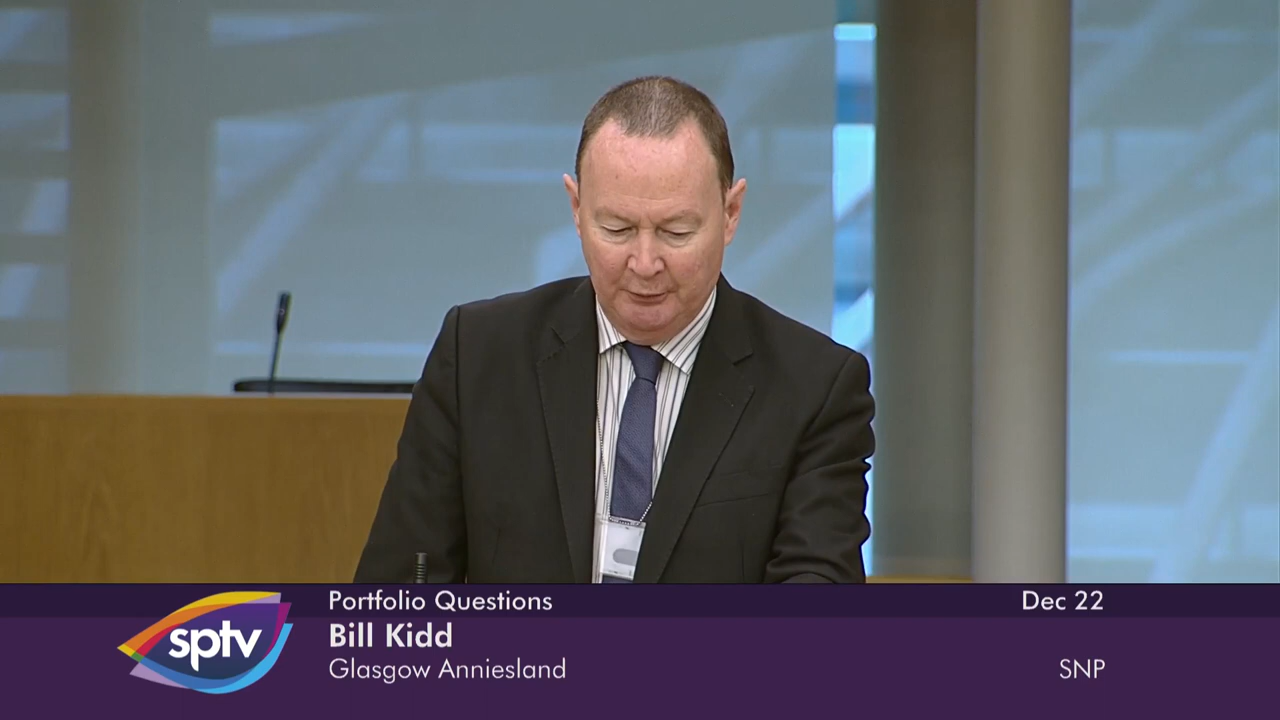 Portfolio Questions
Dec 22
sptv
Bill Kidd
Glasgow Anniesland
SNP